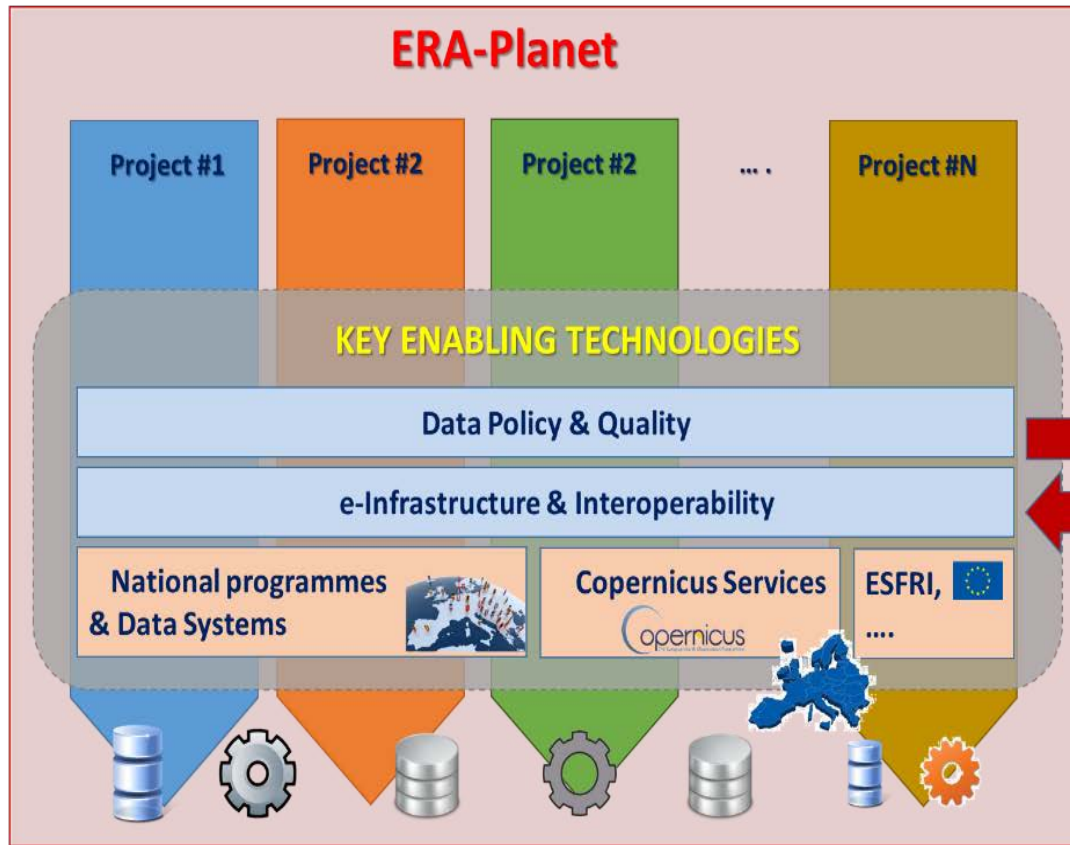 ERA-Planet
Project #1
Project #2
Project #2
... .
Project #N
KEY ENABLING TECHNOLOGIES
Data Policy & Quality
e-Infrastructure & Interoperability
National programmes
& Data Systems
Copernicus Services
opernicus
ESFRI,
....